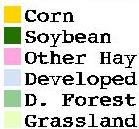 Corn
Soybean
Other Hay
Developed
D. Forest
Grassland